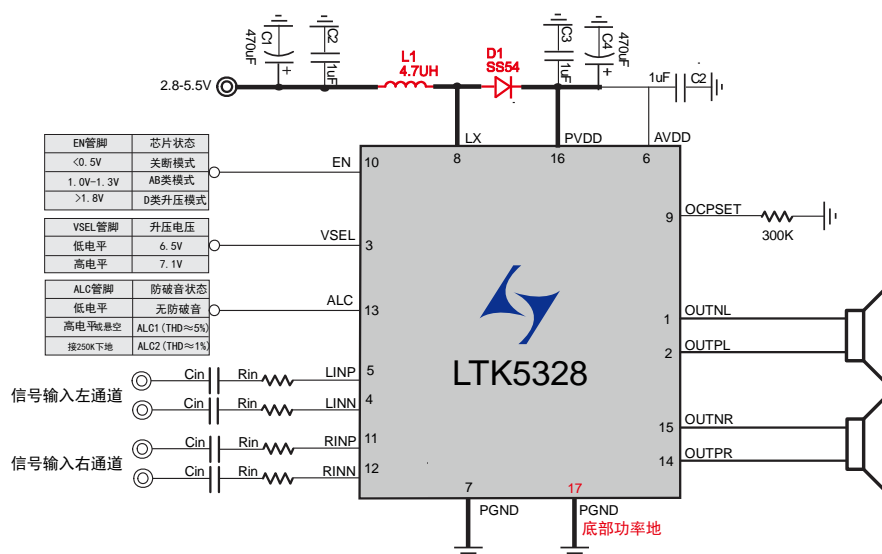 C1
470uF
C2
1uF
L1
4.7UH
D1
SS54
C3
1uF
C4
470uF
1uF
C2
2.8-5.5V
+
+
LX
PVDD
AVDD
8
16
6
EN管脚 芯片状态
<0.5V 关断模式
1.0V-1.3V AB类模式
>1.8V D类升压模式
EN
10
VSEL管脚 升压电压
低电平 6.5V
高电平 7.1V
VSEL
3
ALC管脚 防破音状态
低电平 无防破音
高电平或悬空 ALC1(THD≈5%)
接250K下地 ALC2(THD≈1%)
ALC
13
9
OCPSET
300K
LTK5328
1
OUTNL
2
OUTPL
15
OUTNR
14
OUTPR
信号输入左通道
Cin Rin LINP 5
Cin Rin LINN 4
信号输入右通道
Cin Rin RINP 11
Cin Rin RINN 12
7
PGND
17
PGND
底部功率地